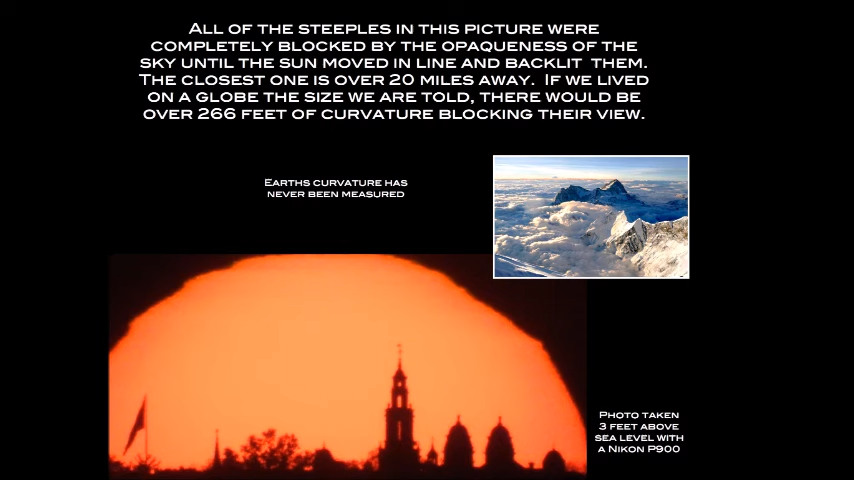 All of the steeples in this picture were
completely blocked by the opaqueness of the
sky until the sun moved in line and backlit them.
The closest one is over 20 miles away. If we lived
on a globe the size we are told, there would be
over 266 feet of curvature blocking their view.
Earths curvature has
never been measured
Photo taken
3 feet above
sea level with
a Nikon P900